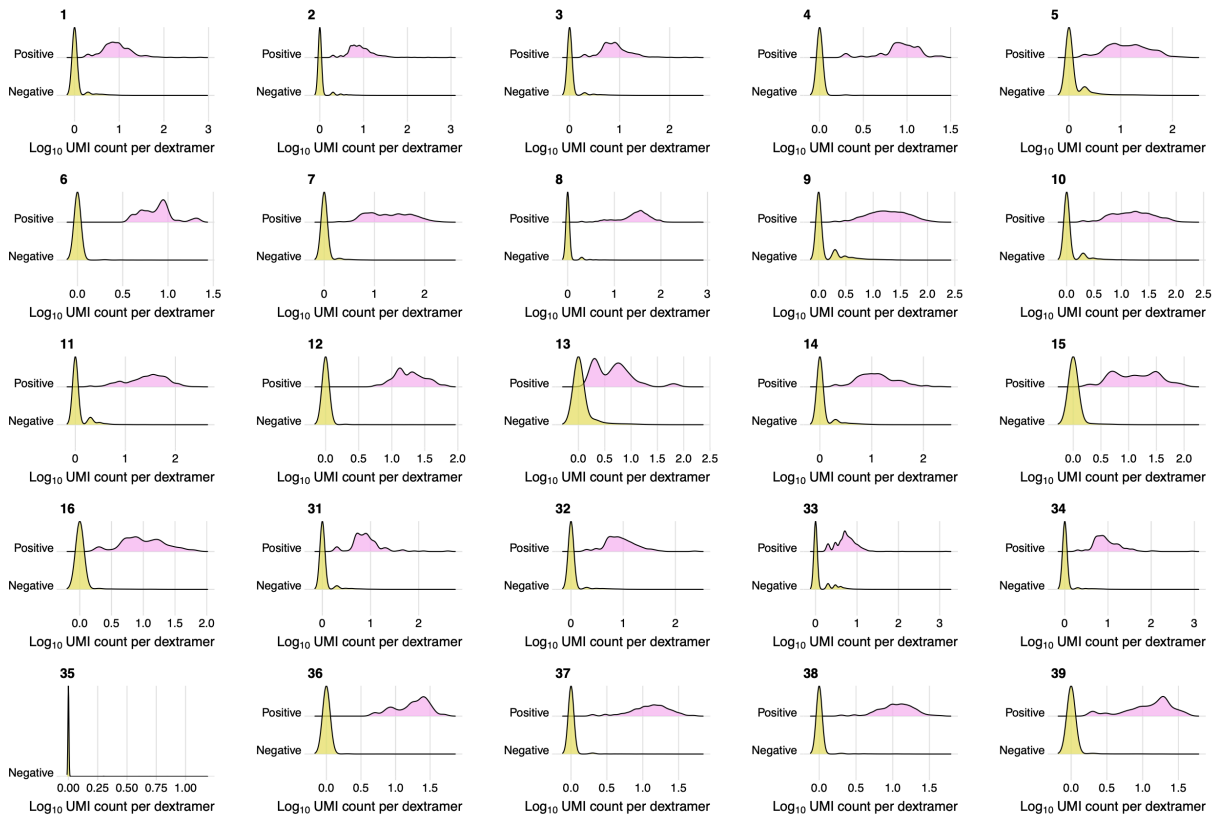 1 2 3 4 5
Positive Positive Positive Positive Positive
Negative Negative Negative Negative Negative
0 1 2 3 0 1 2 3 0 1 2 0.0 0.5 1.0 1.5 0 1 2
Log10 UMI count per dextramer Log10 UMI count per dextramer Log10 UMI count per dextramer Log10 UMI count per dextramer Log10 UMI count per dextramer
6 7 8 9 10
Positive Positive Positive Positive Positive
Negative Negative Negative Negative Negative
0.0 0.5 1.0 1.5 0 1 2 0 1 2 3 0.0 0.5 1.0 1.5 2.0 2.5 0.0 0.5 1.0 1.5 2.0 2.5
Log10 UMI count per dextramer Log10 UMI count per dextramer Log10 UMI count per dextramer Log10 UMI count per dextramer Log10 UMI count per dextramer
11 12 13 14 15
Positive Positive Positive Positive Positive
Negative Negative Negative Negative Negative
0 1 2 0.0 0.5 1.0 1.5 2.0 0.0 0.5 1.0 1.5 2.0 2.5 0 1 2 0.0 0.5 1.0 1.5 2.0
Log10 UMI count per dextramer Log10 UMI count per dextramer Log10 UMI count per dextramer Log10 UMI count per dextramer Log10 UMI count per dextramer
16 31 32 33 34
Positive Positive Positive Positive Positive
Negative Negative Negative Negative Negative
0.0 0.5 1.0 1.5 2.0 0 1 2 0 1 2 0 1 2 3 0 1 2 3
Log10 UMI count per dextramer Log10 UMI count per dextramer Log10 UMI count per dextramer Log10 UMI count per dextramer Log10 UMI count per dextramer
35 36 37 38 39
Positive Positive Positive Positive
Negative Negative Negative Negative Negative
0.00 0.25 0.50 0.75 1.00 0.0 0.5 1.0 1.5 0.0 0.5 1.0 1.5 0.0 0.5 1.0 1.5 0.0 0.5 1.0 1.5
Log10 UMI count per dextramer Log10 UMI count per dextramer Log10 UMI count per dextramer Log10 UMI count per dextramer Log10 UMI count per dextramer